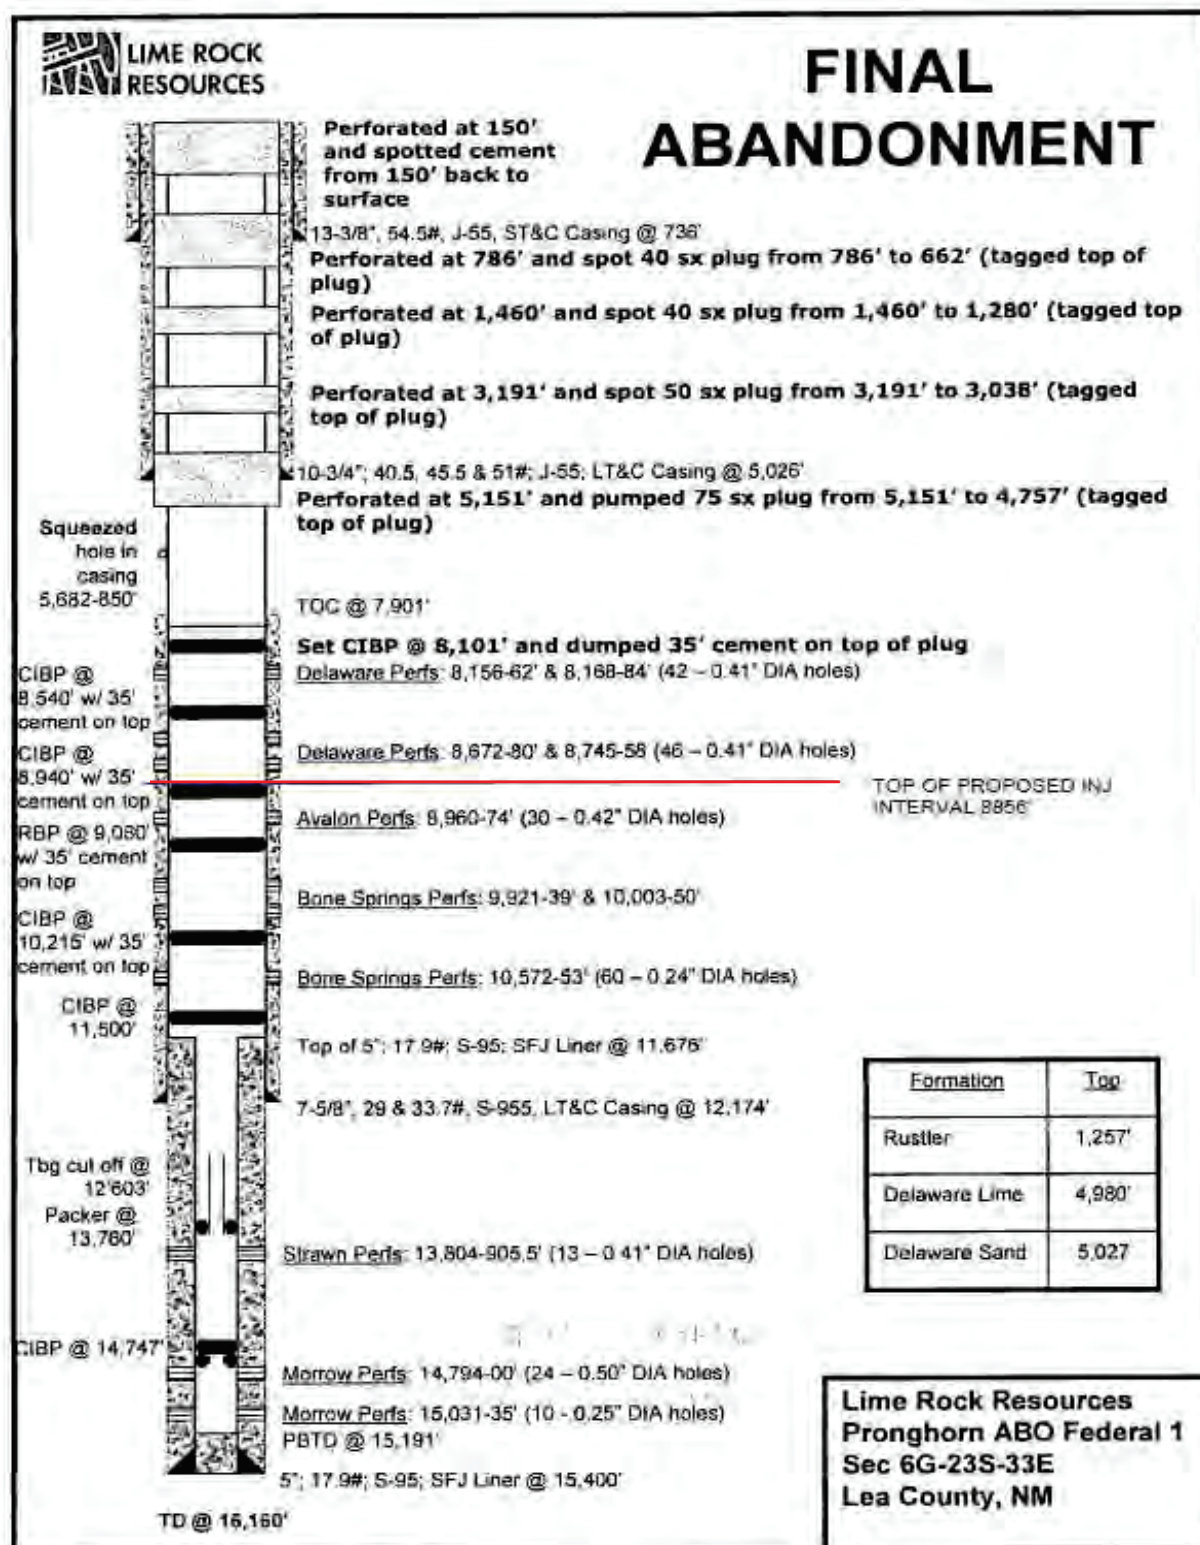 LIME ROCK
RESOURCES
FINAL
ABANDONMENT
Perforated at 150'
and spotted cement
from 150' back to
surface
13-3/8", 54.5#, J-55, ST&C Casing @ 736'
Perforated at 786' and spot 40 sx plug from 786' to 662' (tagged top of
plug)
Perforated at 1,460' and spot 40 sx plug from 1,460' to 1,280' (tagged top
of plug)
Perforated at 3,191' and spot 50 sx plug from 3,191' to 3,038' (tagged
top of plug)
10-3/4"; 40.5, 45.5 & 51#; J-55; LT&C Casing @ 5,026'
Perforated at 5,151' and pumped 75 sx plug from 5,151' to 4,757' (tagged
top of plug)
Squeezed
hole in
casing
5,682-850'
TOC @ 7,901'
Set CIBP @ 8,101' and dumped 35' cement on top of plug
Delaware Perfs: 8,156-62' & 8,168-84' (42 – 0.41" DIA holes)
CIBP @
8,540' w/ 35'
cement on top
Delaware Perfs: 8,672-80' & 8,745-58 (46 – 0.41" DIA holes)
CIBP @
8,940' w/ 35'
cement on top
TOP OF PROPOSED INJ
INTERVAL 8856'
Avalon Perfs: 8,960-74' (30 – 0.42" DIA holes)
RBP @ 9,080'
w/ 35' cement
on top
Bone Springs Perfs: 9,921-39' & 10,003-50'
CIBP @
10,215' w/ 35'
cement on top
Bone Springs Perfs: 10,572-53' (60 – 0.24" DIA holes)
CIBP @
11,500'
Top of 5"; 17.9#; S-95; SFJ Liner @ 11,676'
7-5/8", 29 & 33.7#, S-955, LT&C Casing @ 12,174'
Formation Top
Rustler 1,257'
Delaware Lime 4,980'
Delaware Sand 5,027
Tbg cut off @
12'603'
Packer @
13,760'
Strawn Perfs: 13,804-905.5' (13 – 0.41" DIA holes)
CIBP @ 14,747'
Morrow Perfs: 14,794-00' (24 – 0.50" DIA holes)
Morrow Perfs: 15,031-35' (10 - 0.25" DIA holes)
PBTD @ 15,191'
5"; 17.9#; S-95; SFJ Liner @ 15,400'
TD @ 16,160'
Lime Rock Resources
Pronghorn ABO Federal 1
Sec 6G-23S-33E
Lea County, NM